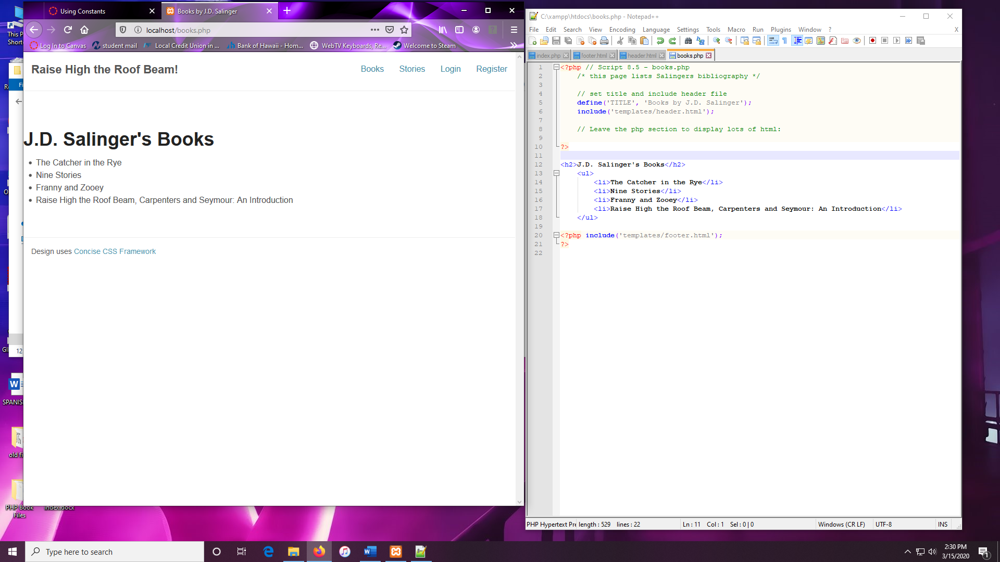 Using Constants
Books by J.D. Salinger
localhost/books.php
Log In to Canvas
student mail
Local Credit Union in ...
Bank of Hawaii - Hom...
WebTV Keyboards, Re...
Welcome to Steam
Raise High the Roof Beam!
Books
Stories
Login
Register
J.D. Salinger's Books
• The Catcher in the Rye
• Nine Stories
• Franny and Zooey
• Raise High the Roof Beam, Carpenters and Seymour: An Introduction
Design uses Concise CSS Framework
C:\xampp\htdocs\books.php - Notepad++
File Edit Search View Encoding Language Settings Tools Macro Run Plugins Window ? X
index.php footer.html header.html books.php
1 <?php // Script 8.5 - books.php
2 /* this page lists Salingers bibliography */
3
4 // set title and include header file
5 define('TITLE', 'Books by J.D. Salinger');
6 include('templates/header.html');
7
8 // Leave the php section to display lots of html:
9
10 ?>
11
12 <h2>J.D. Salinger's Books</h2>
13 <ul>
14 <li>The Catcher in the Rye</li>
15 <li>Nine Stories</li>
16 <li>Franny and Zooey</li>
17 <li>Raise High the Roof Beam, Carpenters and Seymour: An Introduction</li>
18 </ul>
19
20 <?php include('templates/footer.html');
21 ?>
22
PHP Hypertext Pre length : 529 lines : 22 Ln : 11 Col : 1 Sel : 0 | 0 Windows (CR LF) UTF-8 INS
This P
Shorte
Fi
12
SPANIS
old fi
PHP Book
Files
index.docx
Type here to search
2:30 PM
3/15/2020
1